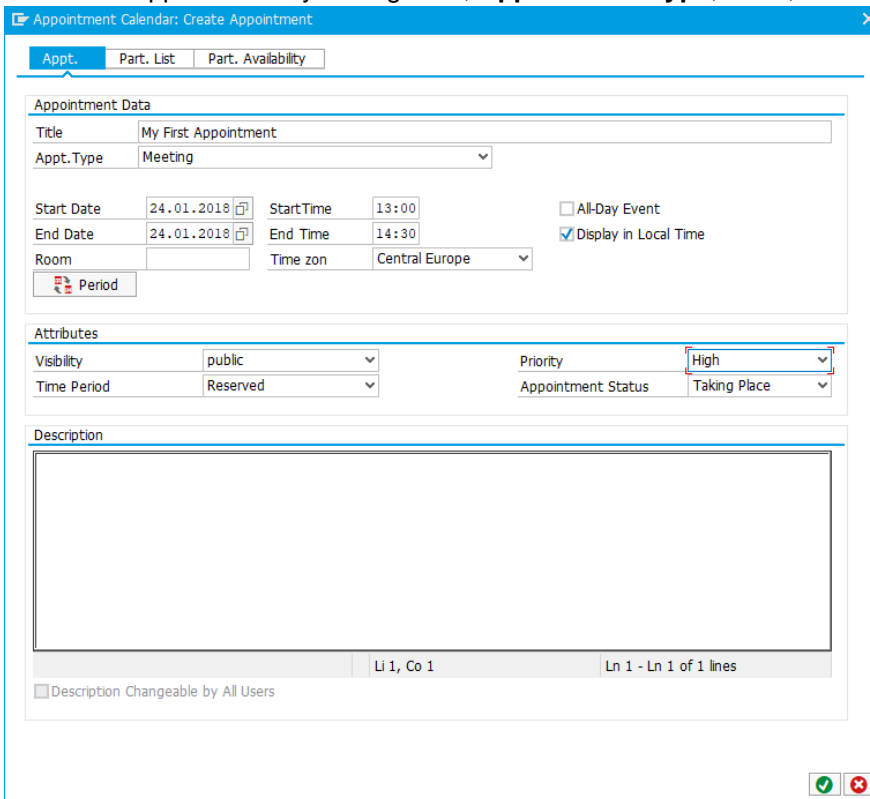 Appointment Calendar: Create Appointment
Appt. Part. List Part. Availability
Appointment Data
Title My First Appointment
Appt.Type Meeting
Start Date 24.01.2018 StartTime 13:00 All-Day Event
End Date 24.01.2018 End Time 14:30 Display in Local Time
Room Time zon Central Europe
Period
Attributes
Visibility public Priority High
Time Period Reserved Appointment Status Taking Place
Description
Li 1, Co 1 Ln 1 - Ln 1 of 1 lines
Description Changeable by All Users